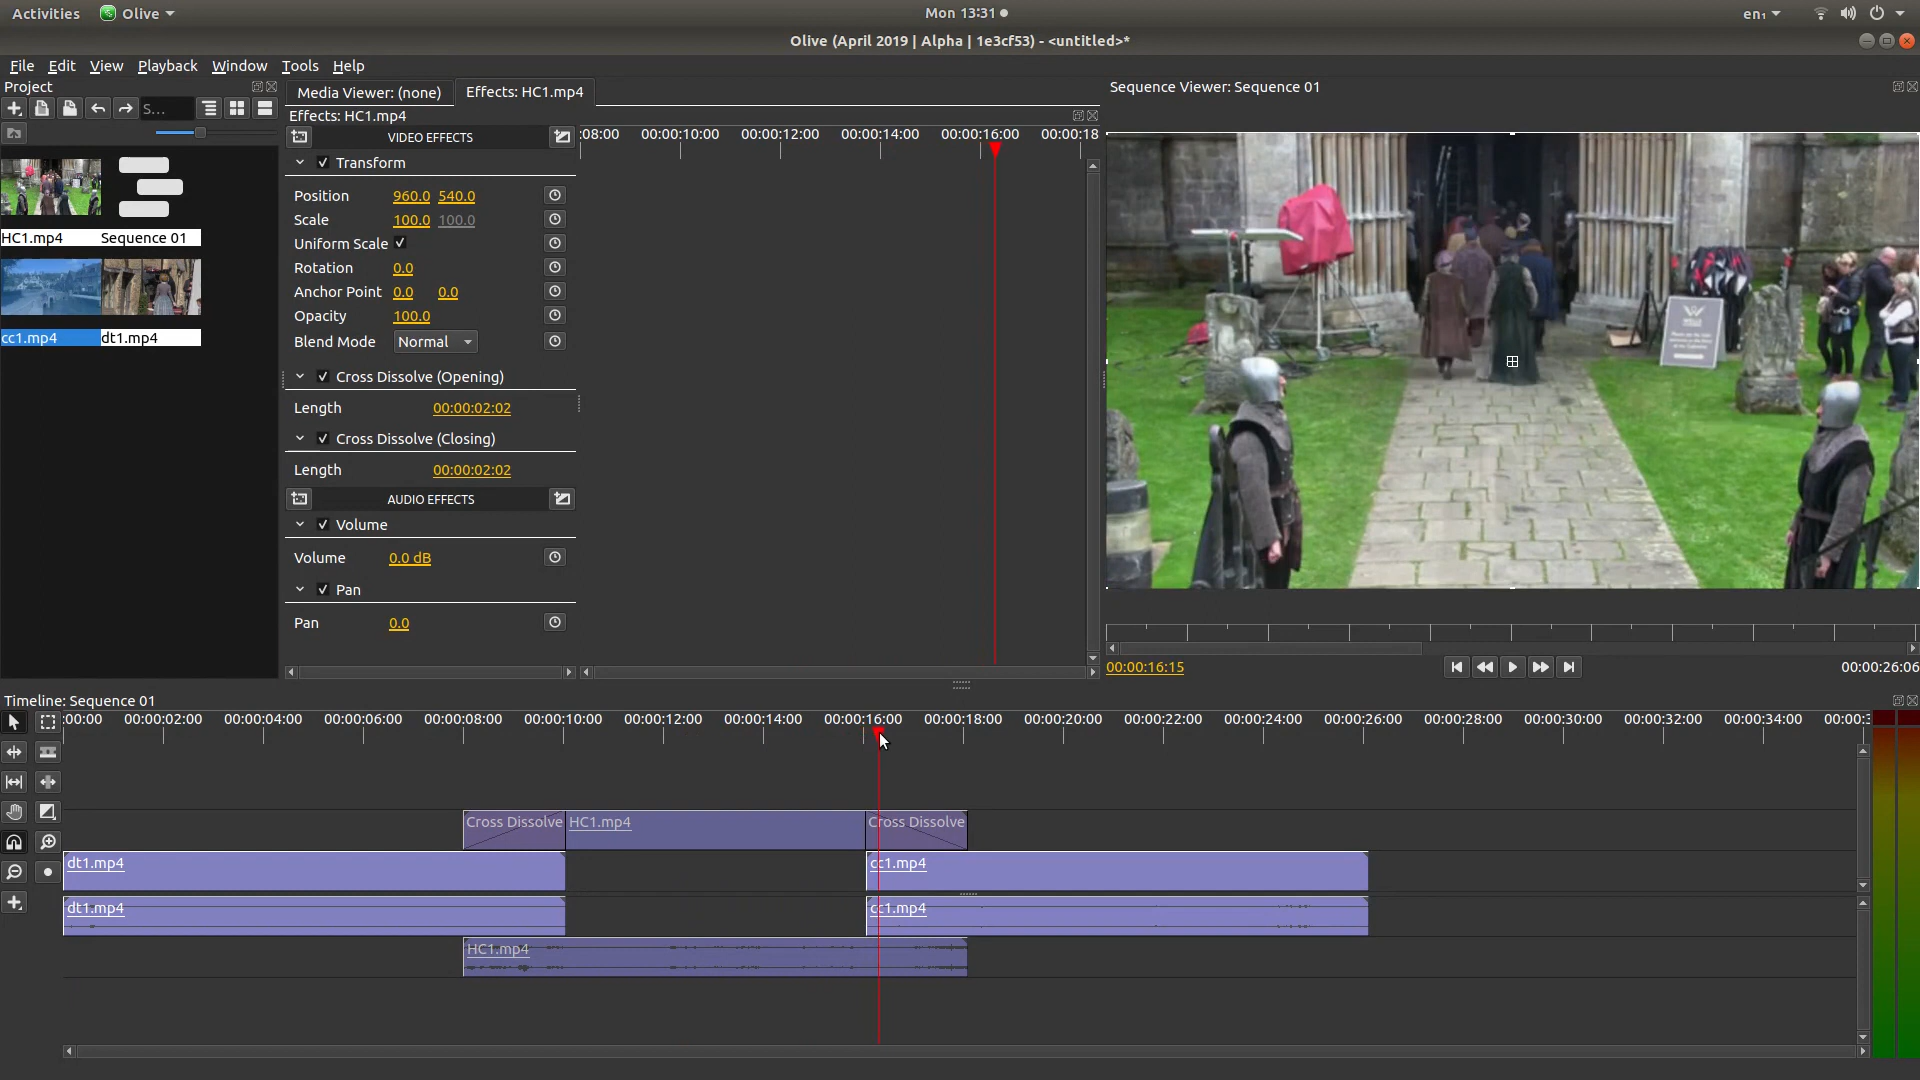 Activities Olive Mon 13:31 en₁
Olive (April 2019 | Alpha | 1e3cf53) - <untitled>*
File Edit View Playback Window Tools Help
Project
S...
HC1.mp4 Sequence 01
cc1.mp4 dt1.mp4
Media Viewer: (none) Effects: HC1.mp4
Effects: HC1.mp4
VIDEO EFFECTS
:08:00 00:00:10:00 00:00:12:00 00:00:14:00 00:00:16:00 00:00:18
Transform
Position 960.0 540.0
Scale 100.0 100.0
Uniform Scale
Rotation 0.0
Anchor Point 0.0 0.0
Opacity 100.0
Blend Mode Normal
Cross Dissolve (Opening)
Length 00:00:02:02
Cross Dissolve (Closing)
Length 00:00:02:02
AUDIO EFFECTS
Volume
Volume 0.0 dB
Pan
Pan 0.0
Sequence Viewer: Sequence 01
00:00:16:15 00:00:26:06
Timeline: Sequence 01
:00:00 00:00:02:00 00:00:04:00 00:00:06:00 00:00:08:00 00:00:10:00 00:00:12:00 00:00:14:00 00:00:16:00 00:00:18:00 00:00:20:00 00:00:22:00 00:00:24:00 00:00:26:00 00:00:28:00 00:00:30:00 00:00:32:00 00:00:34:00 00:00:3
Cross Dissolve HC1.mp4 Cross Dissolve
dt1.mp4 cc1.mp4
dt1.mp4 cc1.mp4
HC1.mp4